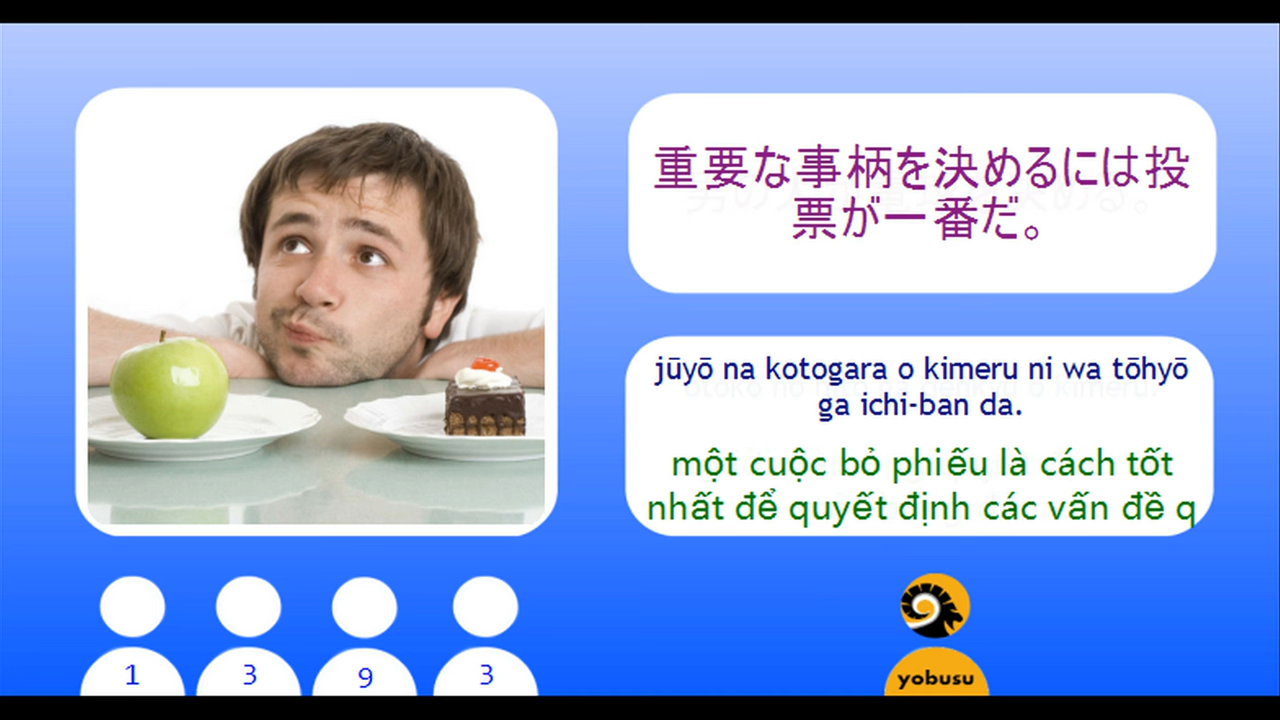 重要な事柄を決めるには投
票が一番だ。
jūyō na kotogara o kimeru ni wa tōhyō
ga ichi-ban da.
một cuộc bỏ phiếu là cách tốt
nhất để quyết định các vấn đề q
1 3 9 3
yobusu